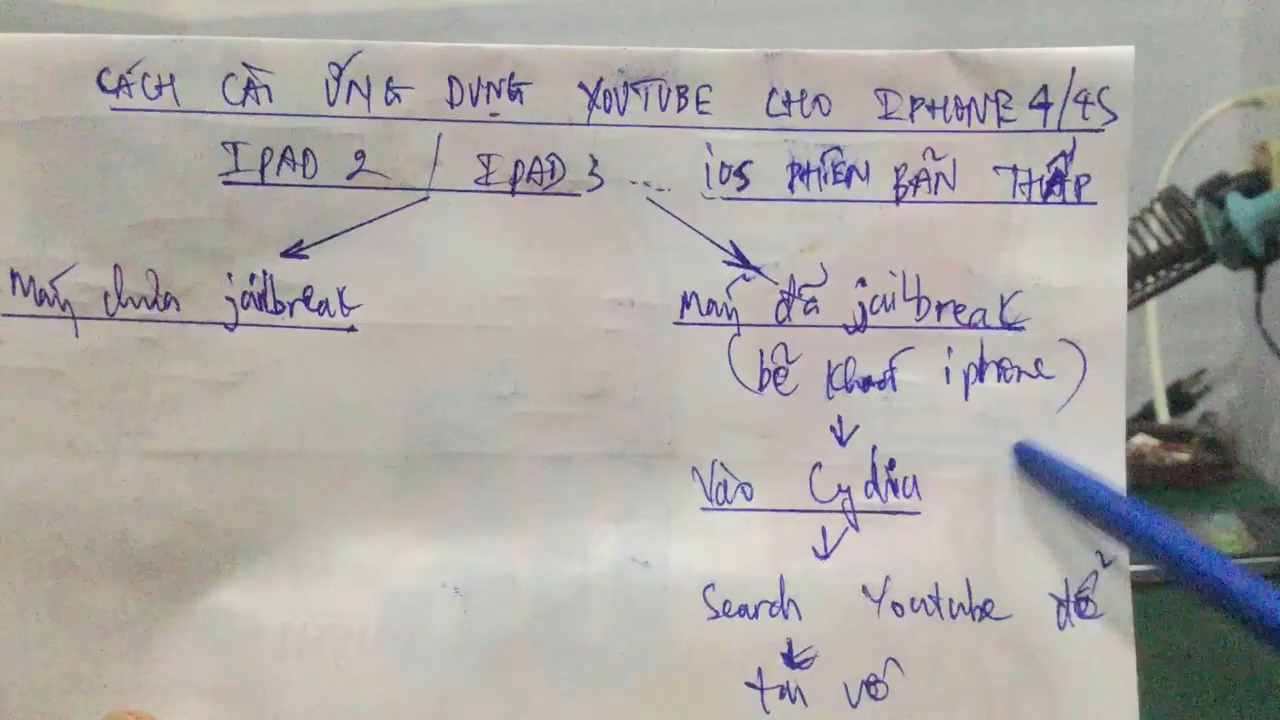 CÁCH CÀI ỨNG DỤNG YOUTUBE CHO IPHONE 4/4S
IPAD 2 / IPAD 3 ... iOS PHIÊN BẢN THẤP
Máy chưa jailbreak
Máy đã jailbreak
(bẽ khoá iphone)
Vào Cydia
Search Youtube để
tải về